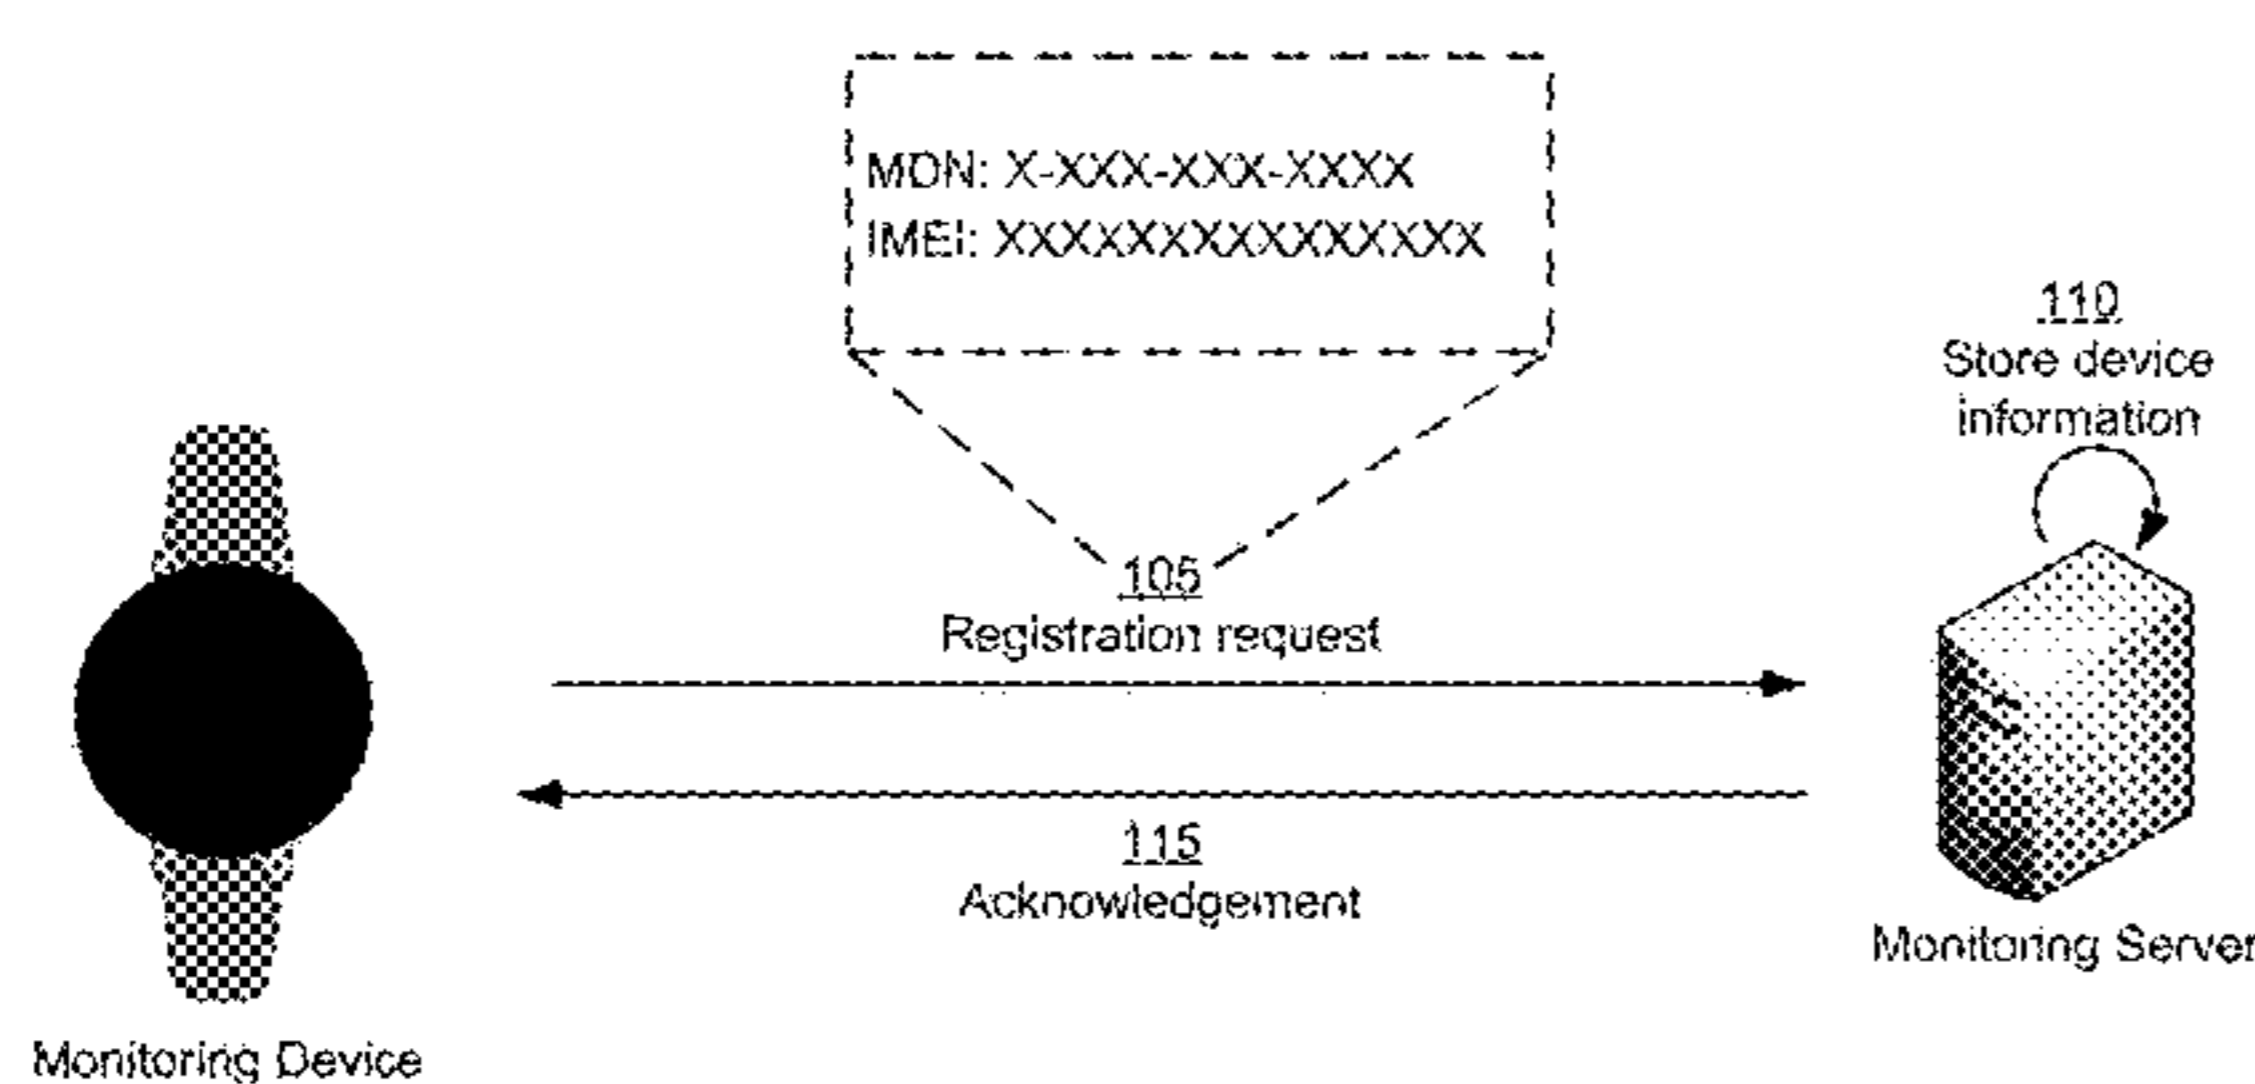 MDN: X-XXX-XXX-XXXX
IMEI: XXXXXXXXXXXXXXX
110
Store device
information
105
Registration request
115
Acknowledgement
Monitoring Server
Monitoring Device